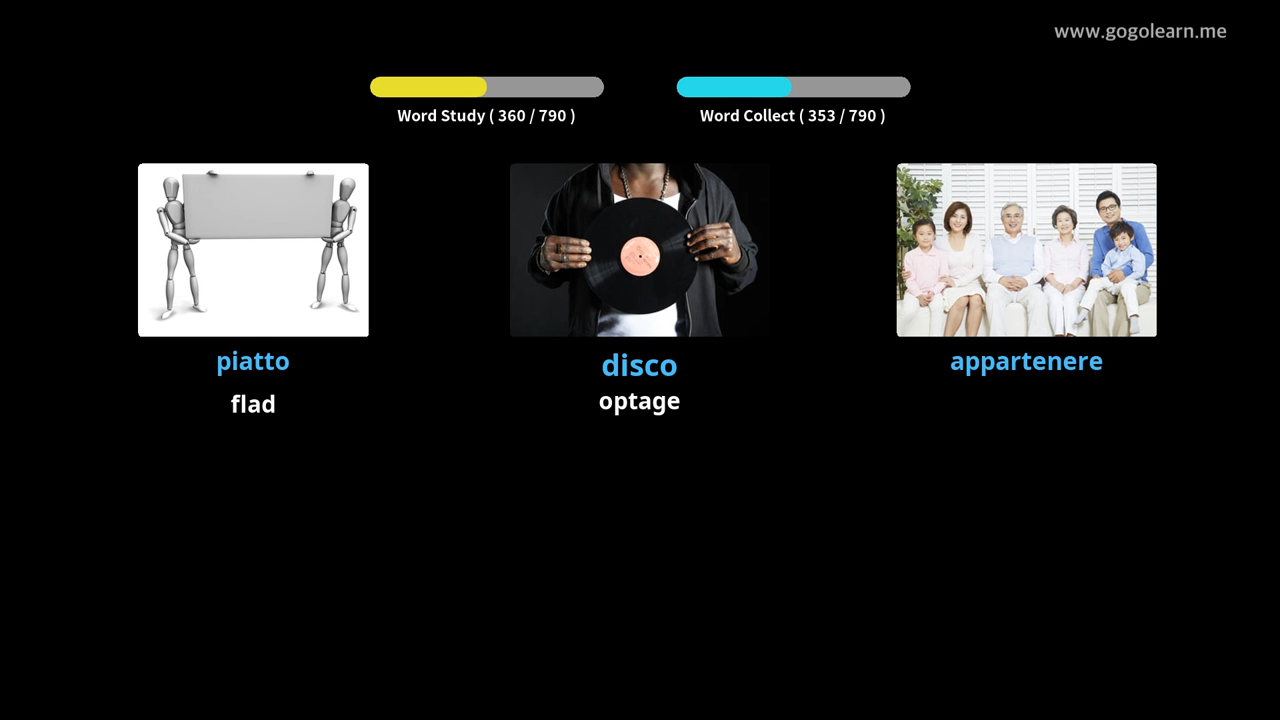 www.gogolearn.me
Word Study ( 360 / 790 )
Word Collect ( 353 / 790 )
piatto
disco
appartenere
flad
optage